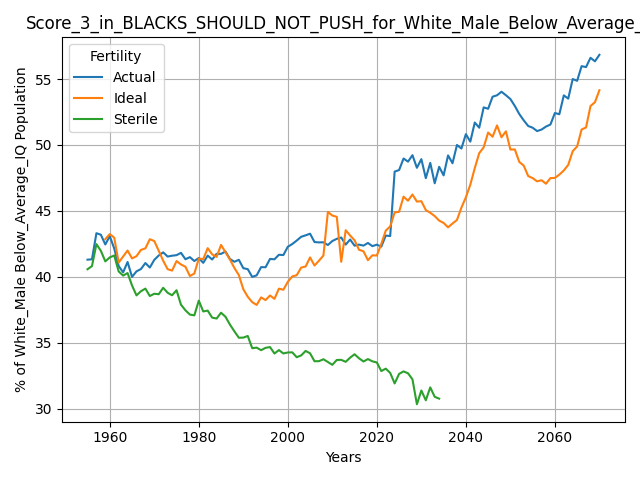 Score_3_in_BLACKS_SHOULD_NOT_PUSH_for_White_Male_Below_Average_
% of White_Male Below_Average_IQ Population
Fertility
Actual
Ideal
Sterile
55
50
45
40
35
30
1960 1980 2000 2020 2040 2060
Years